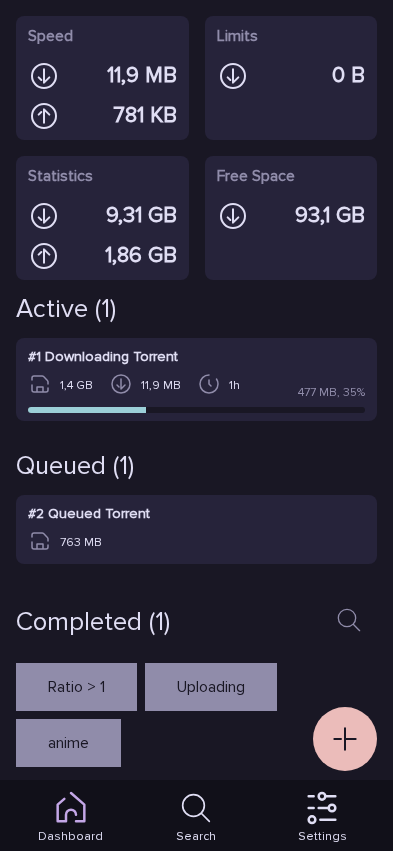 Speed
11,9 MB
781 KB
Limits
0 B
Statistics
9,31 GB
1,86 GB
Free Space
93,1 GB
Active (1)
#1 Downloading Torrent
1,4 GB 11,9 MB 1h 477 MB, 35%
Queued (1)
#2 Queued Torrent
763 MB
Completed (1)
Ratio > 1 Uploading
anime
Dashboard Search Settings